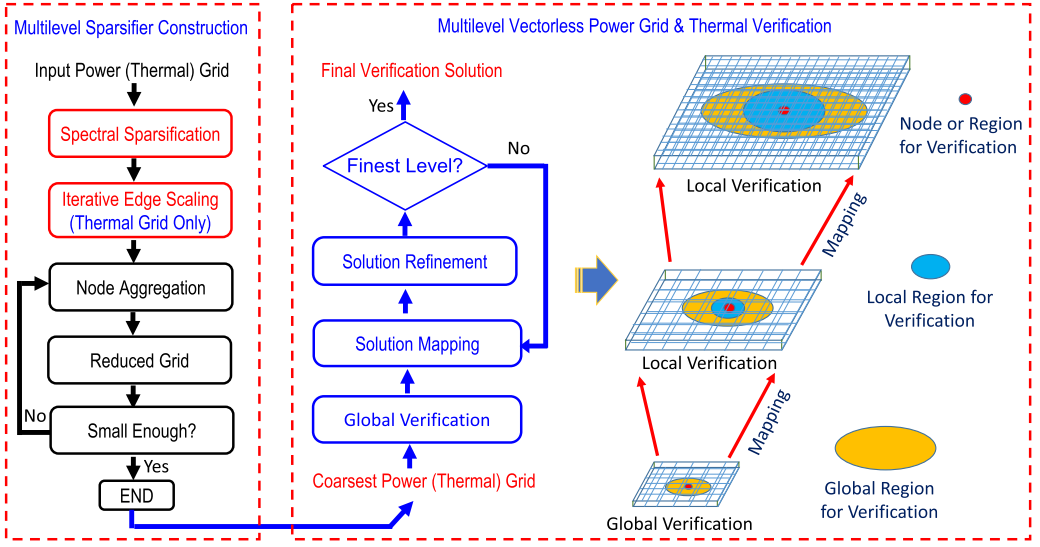 Multilevel Sparsifier Construction
Input Power (Thermal) Grid
Spectral Sparsification
Iterative Edge Scaling
(Thermal Grid Only)
Node Aggregation
Reduced Grid
No
Small Enough?
Yes
END
Multilevel Vectorless Power Grid & Thermal Verification
Final Verification Solution
Yes
Finest Level?
No
Solution Refinement
Solution Mapping
Global Verification
Coarsest Power (Thermal) Grid
Local Verification
Mapping
Local Verification
Mapping
Global Verification
Node or Region
for Verification
Local Region for
Verification
Global Region
for Verification